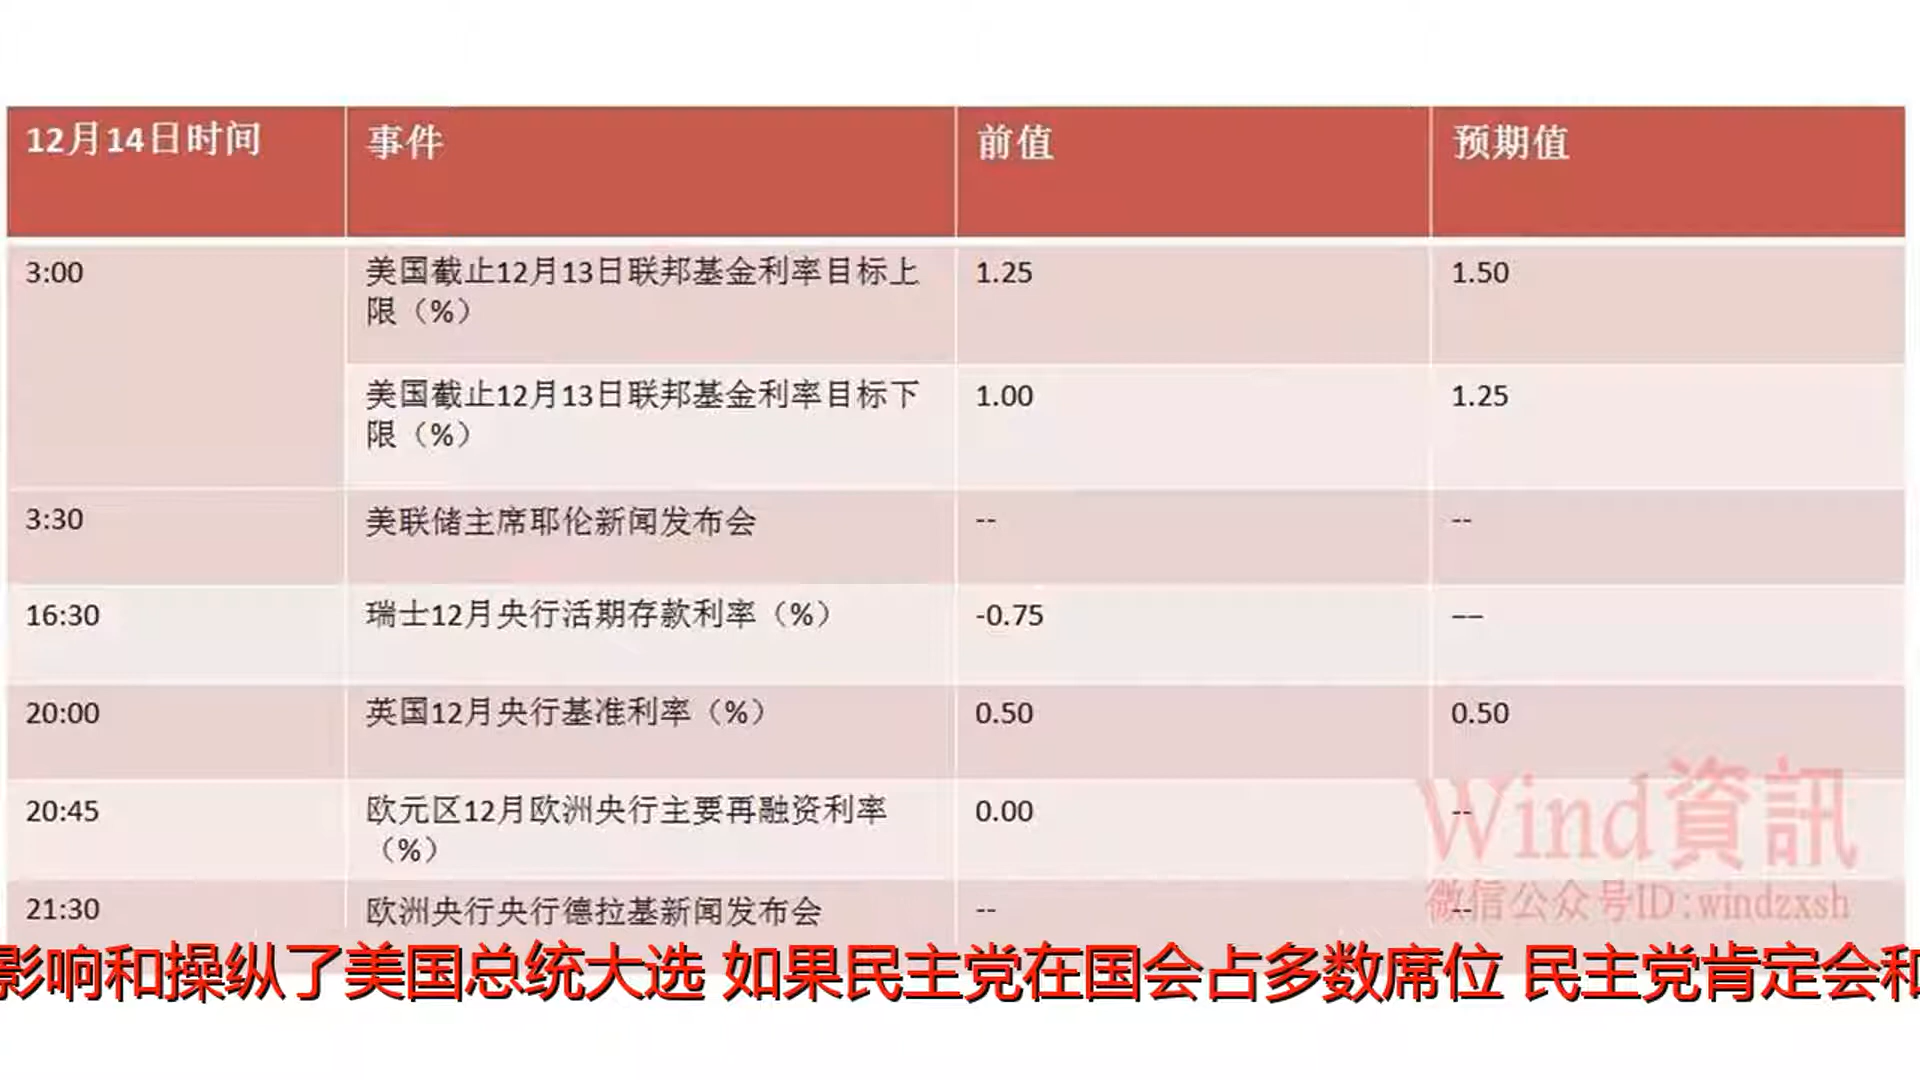 12月14日时间 事件 前值 预期值
3:00 美国截止12月13日联邦基金利率目标上 1.25 1.50
限（%）
美国截止12月13日联邦基金利率目标下 1.00 1.25
限（%）
3:30 美联储主席耶伦新闻发布会 -- --
16:30 瑞士12月央行活期存款利率（%） -0.75 —
20:00 英国12月央行基准利率（%） 0.50 0.50
20:45 欧元区12月欧洲央行主要再融资利率 0.00 --
（%）
21:30 欧洲央行央行德拉基新闻发布会 -- --
Wind資訊
微信公众号ID:windzxsh
影响和操纵了美国总统大选 如果民主党在国会占多数席位 民主党肯定会和